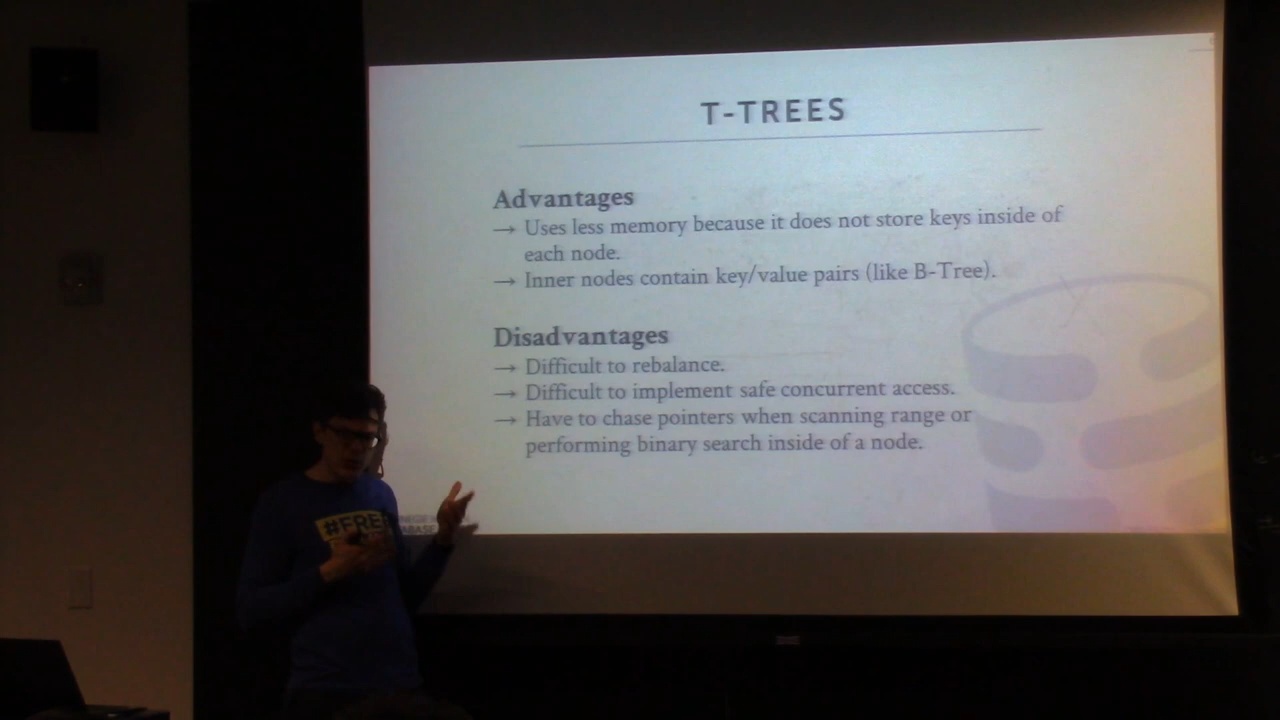 T-TREES
Advantages
→ Uses less memory because it does not store keys inside of
each node.
→ Inner nodes contain key/value pairs (like B-Tree).
Disadvantages
→ Difficult to rebalance.
→ Difficult to implement safe concurrent access.
→ Have to chase pointers when scanning range or
performing binary search inside of a node.
#FREE